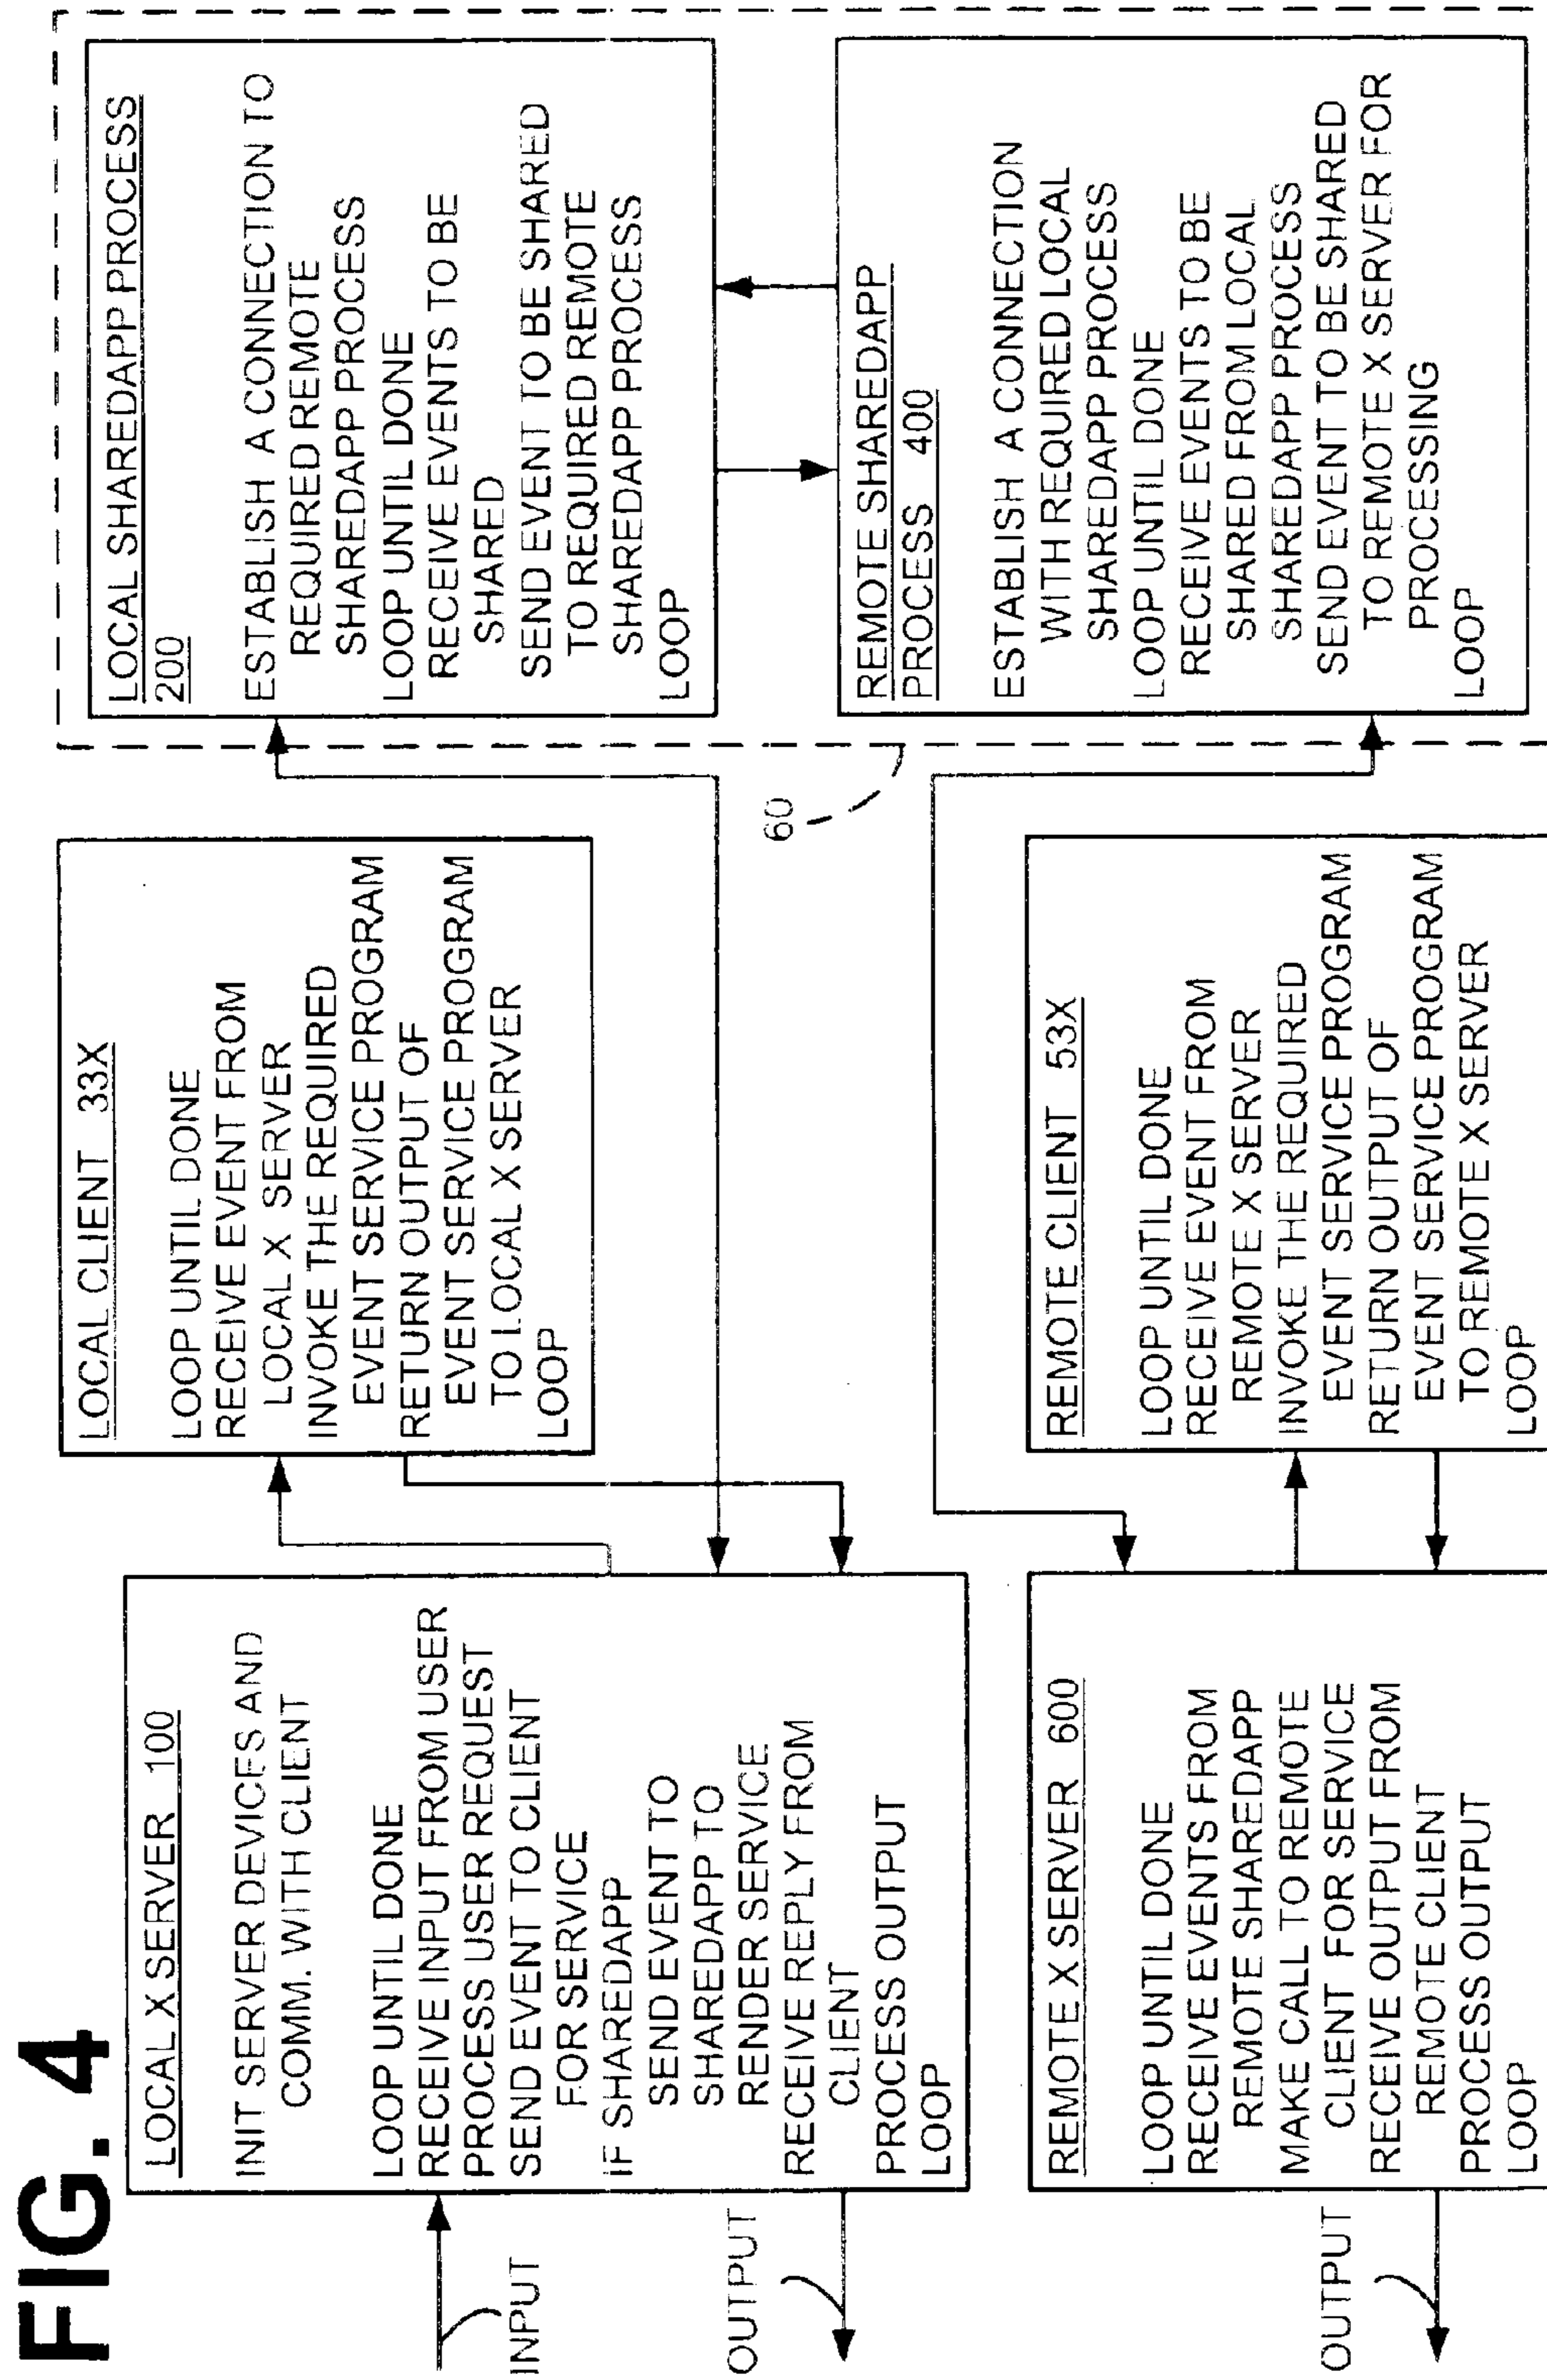 FIG. 4
LOCAL X SERVER 100
INIT SERVER DEVICES AND
COMM. WITH CLIENT
LOOP UNTIL DONE
RECEIVE INPUT FROM USER
PROCESS USER REQUEST
SEND EVENT TO CLIENT
FOR SERVICE
IF SHAREDAPP
SEND EVENT TO
SHAREDAPP TO
RENDER SERVICE
RECEIVE REPLY FROM
CLIENT
PROCESS OUTPUT
LOOP
INPUT
OUTPUT
LOCAL CLIENT 33X
LOOP UNTIL DONE
RECEIVE EVENT FROM
LOCAL X SERVER
INVOKE THE REQUIRED
EVENT SERVICE PROGRAM
RETURN OUTPUT OF
EVENT SERVICE PROGRAM
TO LOCAL X SERVER
LOOP
LOCAL SHAREDAPP PROCESS
200
ESTABLISH A CONNECTION TO
REQUIRED REMOTE
SHAREDAPP PROCESS
LOOP UNTIL DONE
RECEIVE EVENTS TO BE
SHARED
SEND EVENT TO BE SHARED
TO REQUIRED REMOTE
SHAREDAPP PROCESS
LOOP
60
REMOTE X SERVER 600
LOOP UNTIL DONE
RECEIVE EVENTS FROM
REMOTE SHAREDAPP
MAKE CALL TO REMOTE
CLIENT FOR SERVICE
RECEIVE OUTPUT FROM
REMOTE CLIENT
PROCESS OUTPUT
LOOP
OUTPUT
REMOTE CLIENT 53X
LOOP UNTIL DONE
RECEIVE EVENT FROM
REMOTE X SERVER
INVOKE THE REQUIRED
EVENT SERVICE PROGRAM
RETURN OUTPUT OF
EVENT SERVICE PROGRAM
TO REMOTE X SERVER
LOOP
REMOTE SHAREDAPP
PROCESS 400
ESTABLISH A CONNECTION
WITH REQUIRED LOCAL
SHAREDAPP PROCESS
LOOP UNTIL DONE
RECEIVE EVENTS TO BE
SHARED FROM LOCAL
SHAREDAPP PROCESS
SEND EVENT TO BE SHARED
TO REMOTE X SERVER FOR
PROCESSING
LOOP